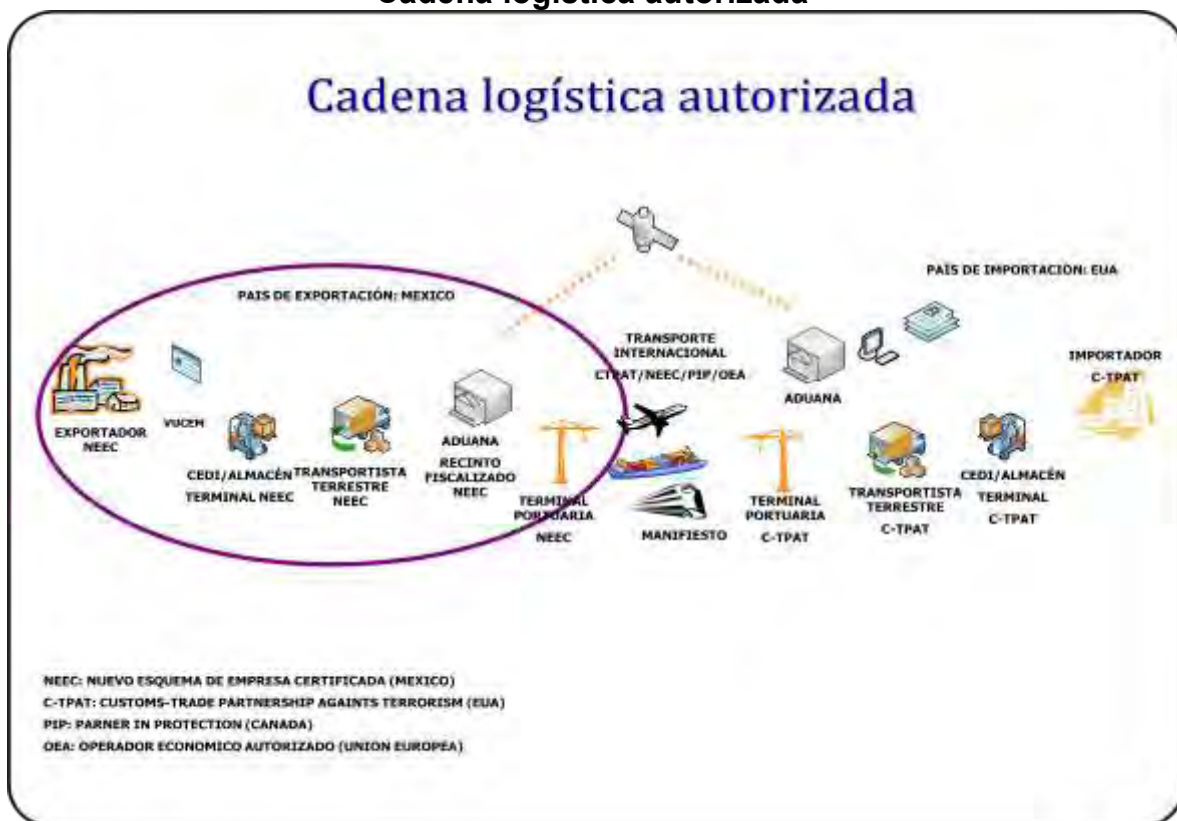 Cadena logística autorizada
Cadena logística autorizada
PAIS DE EXPORTACIÓN: MEXICO
PAIS DE IMPORTACIÓN: EUA
EXPORTADOR
NEEC
VUCEM
CEDI/ALMACÉN
TERMINAL NEEC
TRANSPORTISTA
TERRESTRE
NEEC
ADUANA
RECINTO
FISCALIZADO
NEEC
TERMINAL
PORTUARIA
NEEC
TRANSPORTE
INTERNACIONAL
CTPAT/NEEC/PIP/OEA
MANIFIESTO
TERMINAL
PORTUARIA
C-TPAT
ADUANA
TRANSPORTISTA
TERRESTRE
C-TPAT
CEDI/ALMACÉN
TERMINAL
C-TPAT
IMPORTADOR
C-TPAT
NEEC: NUEVO ESQUEMA DE EMPRESA CERTIFICADA (MEXICO)
C-TPAT: CUSTOMS-TRADE PARTNERSHIP AGAINTS TERRORISM (EUA)
PIP: PARNER IN PROTECTION (CANADA)
OEA: OPERADOR ECONOMICO AUTORIZADO (UNION EUROPEA)